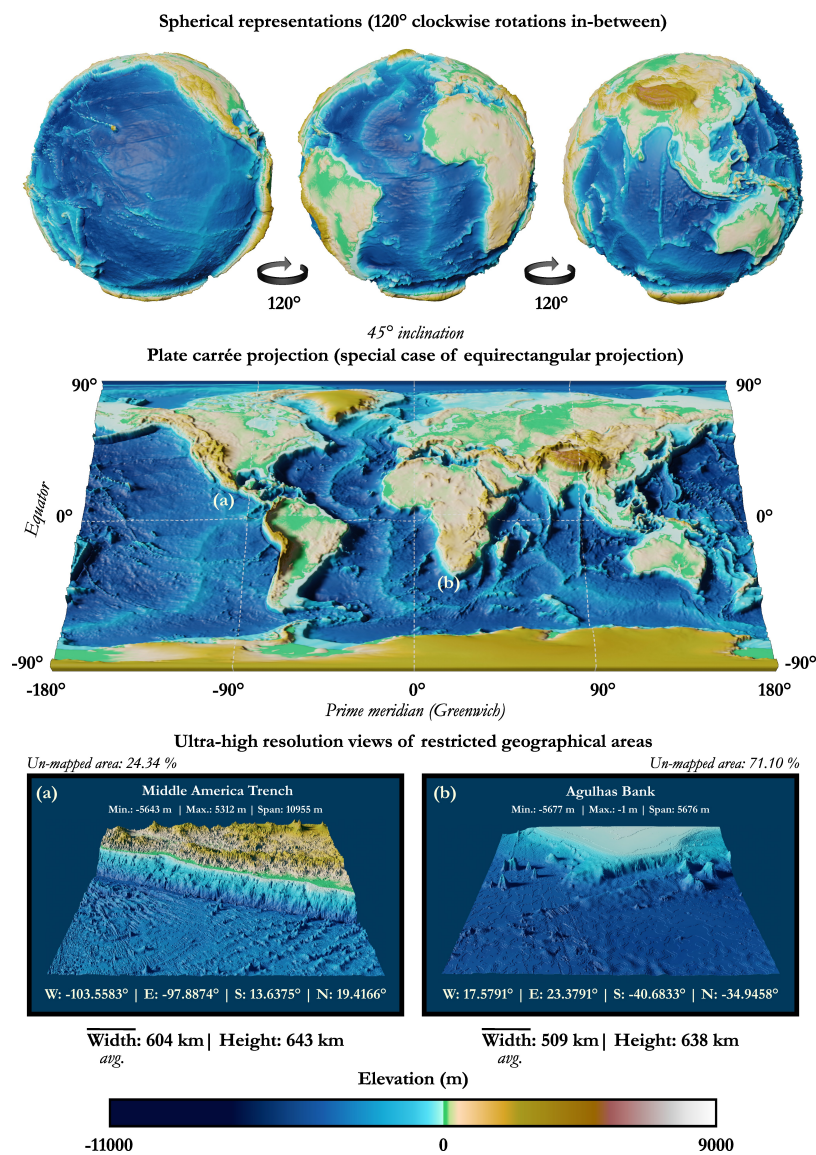 Spherical representations (120° clockwise rotations in-between)
120°
120°
45° inclination
Plate carrée projection (special case of equirectangular projection)
90°
90°
(a)
Equator
0°
0°
(b)
-90°
-90°
-180°
-90°
0°
90°
180°
Prime meridian (Greenwich)
Ultra-high resolution views of restricted geographical areas
Un-mapped area: 24.34 %
Un-mapped area: 71.10 %
(a)
Middle America Trench
Min.: -5643 m | Max.: 5312 m | Span: 10955 m
W: -103.5583° | E: -97.8874° | S: 13.6375° | N: 19.4166°
(b)
Agulhas Bank
Min.: -5677 m | Max.: -1 m | Span: 5676 m
W: 17.5791° | E: 23.3791° | S: -40.6833° | N: -34.9458°
Width: 604 km| Height: 643 km
avg.
Width: 509 km| Height: 638 km
avg.
Elevation (m)
-11000
0
9000